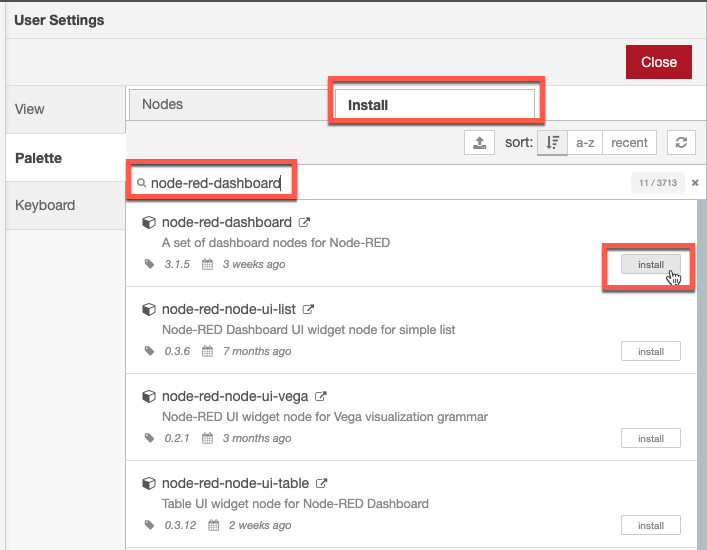 User Settings
Close
View
Palette
Keyboard
Nodes
Install
sort:
a-z
recent
node-red-dashboard
11 / 3713
node-red-dashboard
A set of dashboard nodes for Node-RED
3.1.5 3 weeks ago
install
node-red-node-ui-list
Node-RED Dashboard UI widget node for simple list
0.3.6 7 months ago
install
node-red-node-ui-vega
Node-RED UI widget node for Vega visualization grammar
0.2.1 3 months ago
install
node-red-node-ui-table
Table UI widget node for Node-RED Dashboard
0.3.12 2 weeks ago
install